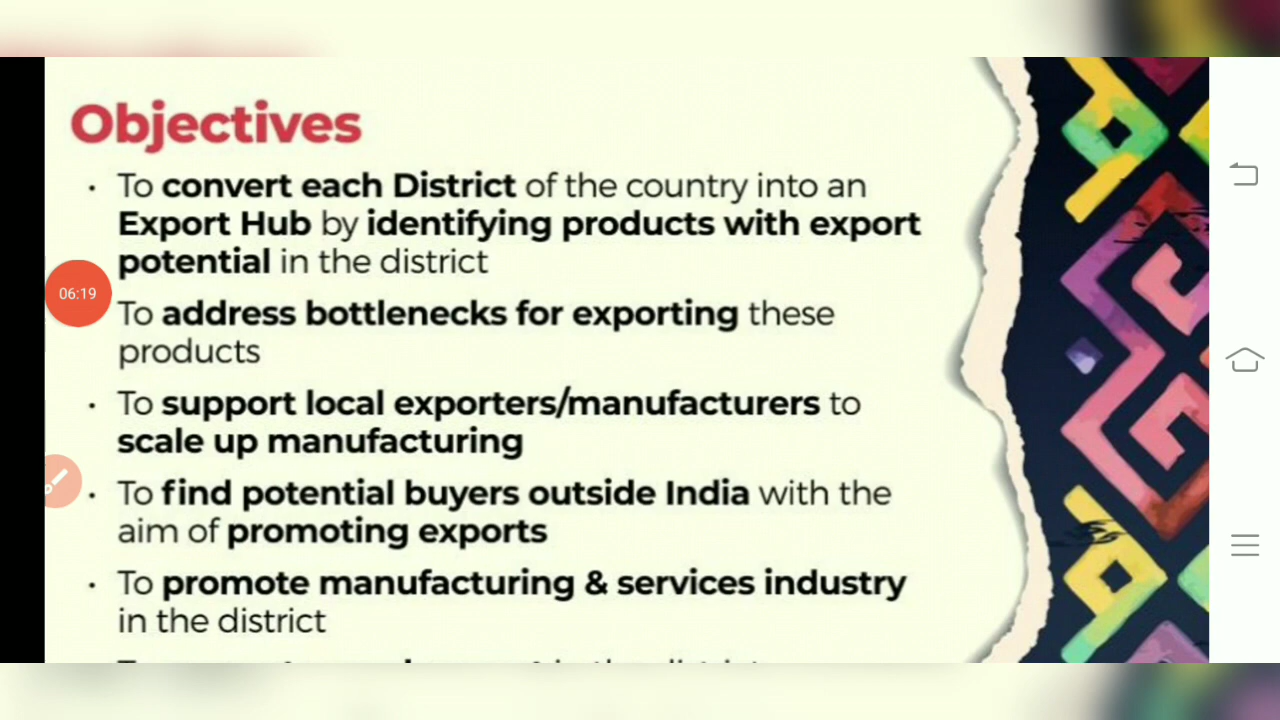 Objectives
• To convert each District of the country into an
Export Hub by identifying products with export
potential in the district
06:19
To address bottlenecks for exporting these
products
• To support local exporters/manufacturers to
scale up manufacturing
• To find potential buyers outside India with the
aim of promoting exports
• To promote manufacturing & services industry
in the district